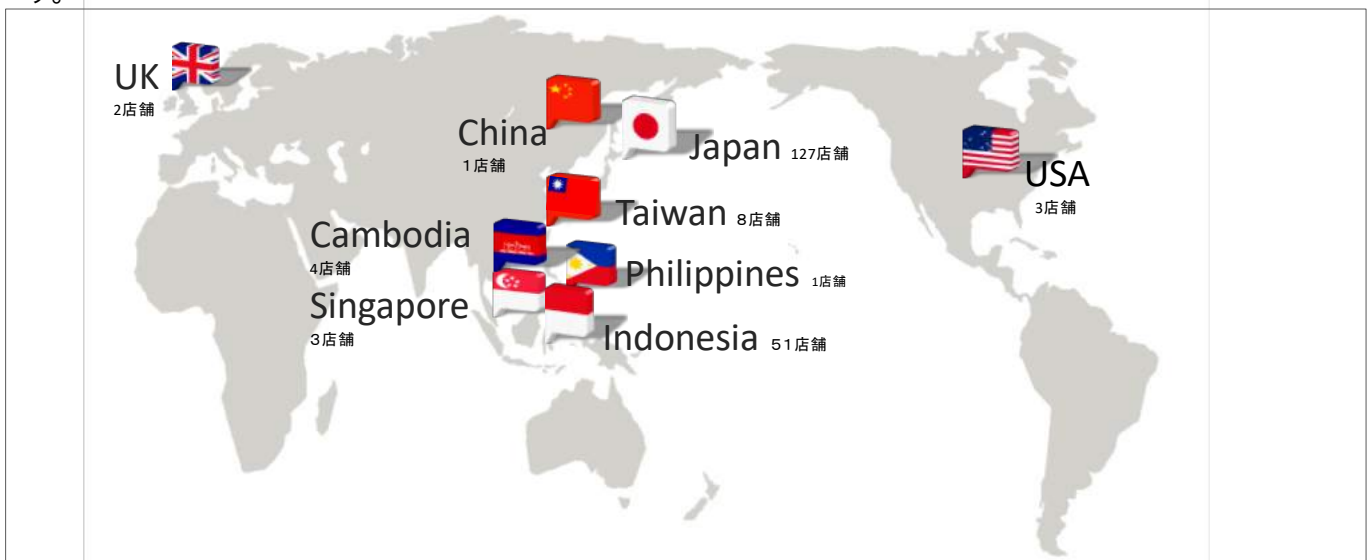 す。
UK
2店舗
China
1店舗
Japan 127店舗
USA
3店舗
Taiwan 8店舗
Cambodia
4店舗
Philippines 1店舗
Singapore
3店舗
Indonesia 51店舗